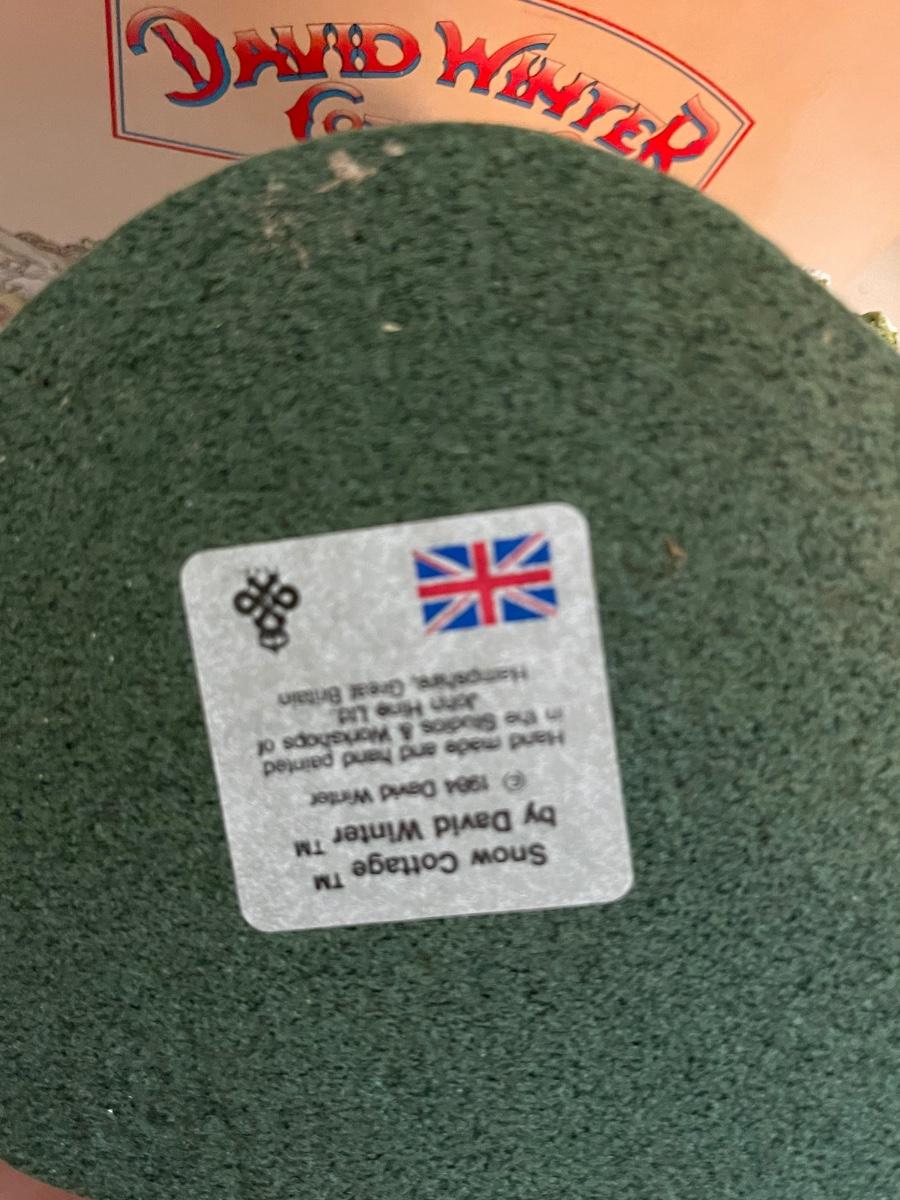 DAVID WINTER
Snow Cottage ™
by David Winter ™
© 1984 David Winter
Hand made and hand painted
in the Studios & Workshops of
John Hine Ltd.
Hampshire, Great Britain